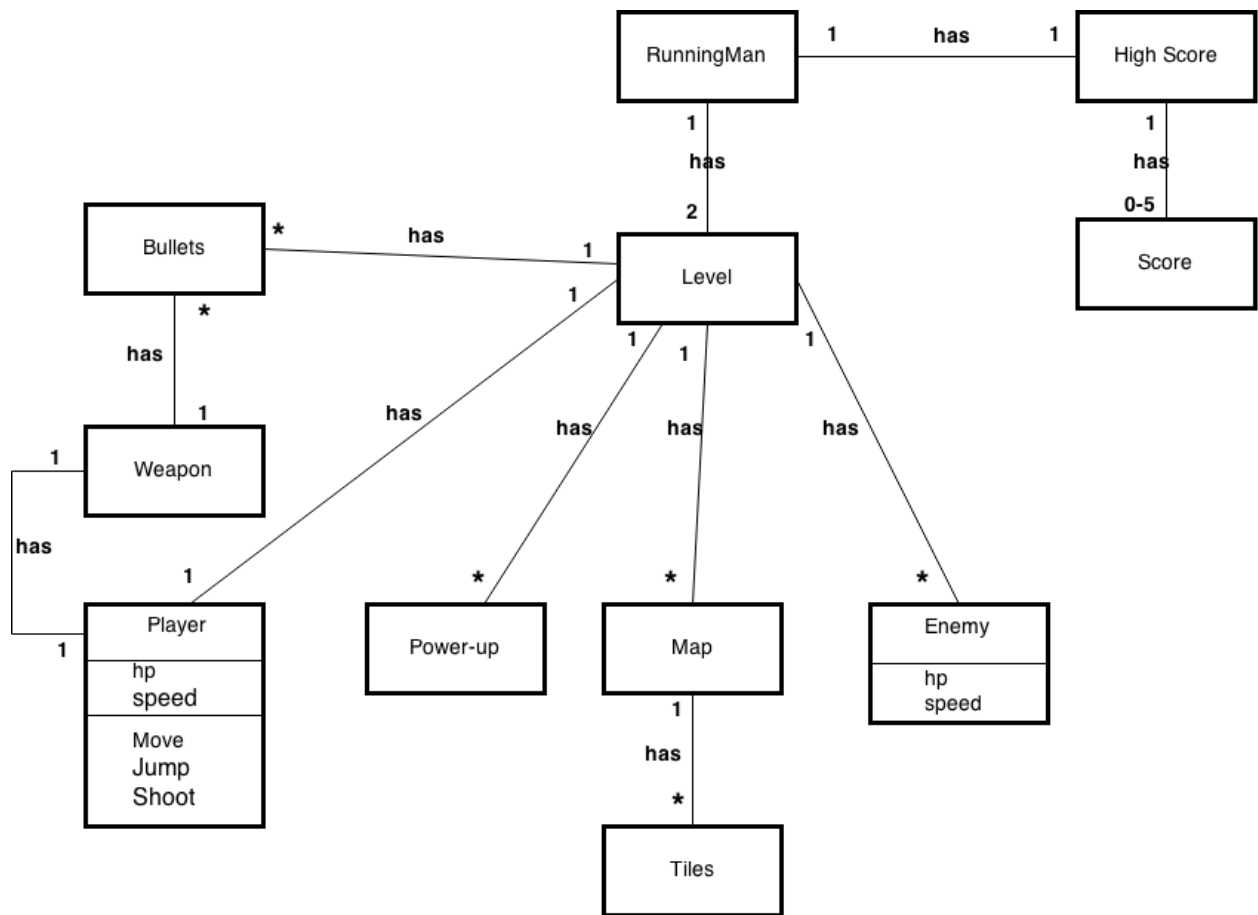 RunningMan
1 has 1
High Score
1
has
2
1
has
0-5
Score
Bullets
* has 1
Level
*
has
1
Weapon
1
has
1
1
has
1
1
has
*
1
has
*
1
has
*
Player
hp
speed
Move
Jump
Shoot
Power-up
Map
Enemy
hp
speed
1
has
*
Tiles